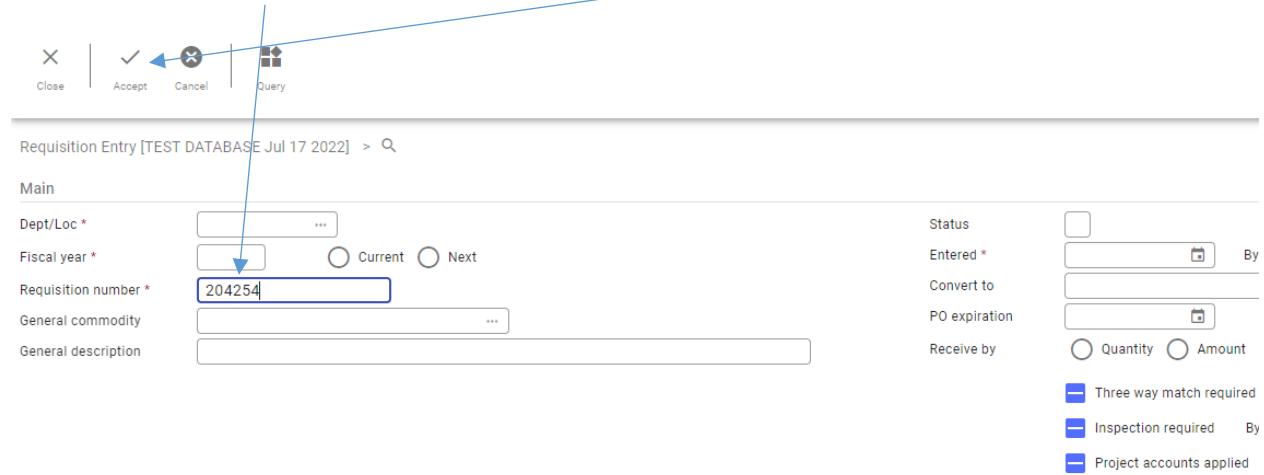 Close Accept Cancel Query
Requisition Entry [TEST DATABASE Jul 17 2022] >
Main
Dept/Loc * ... Status
Fiscal year * Current Next Entered * By
Requisition number * 204254 Convert to
General commodity ... PO expiration
General description Receive by Quantity Amount
Three way match required
Inspection required By
Project accounts applied